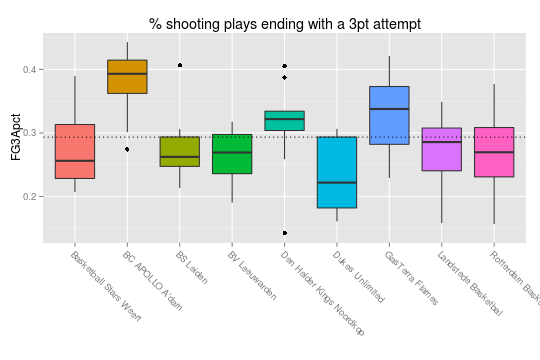 % shooting plays ending with a 3pt attempt
FG3Apct
0.4
0.3
0.2
Basketball Stars Weert
BC APOLLO A'dam
BS Leiden
BV Leeuwarden
Den Helder Kings Noordkop
Dukes Unlimited
GasTerra Flames
Landstede Basketbal
Rotterdam Bask